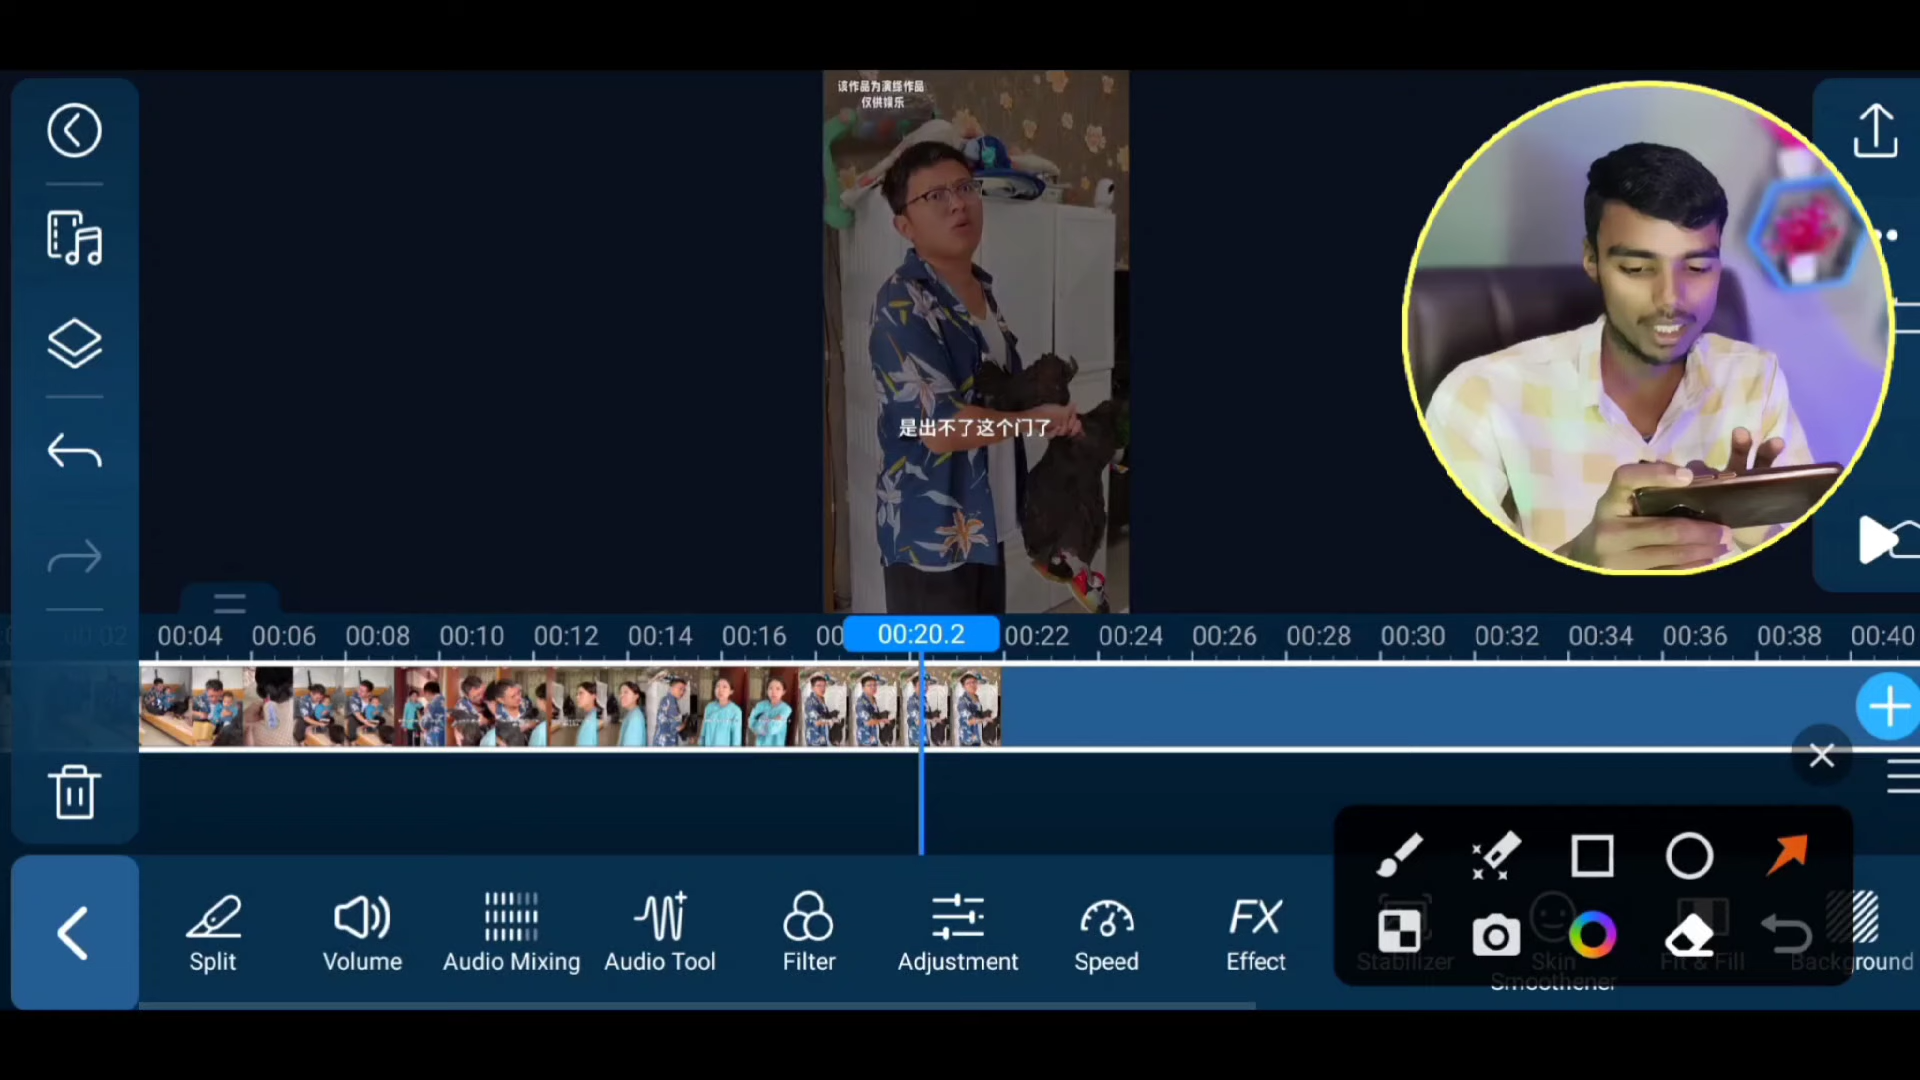 该作品为演绎作品
仅供娱乐
是出不了这个门了
00:02 00:04 00:06 00:08 00:10 00:12 00:14 00:16 00 00:20.2 00:22 00:24 00:26 00:28 00:30 00:32 00:34 00:36 00:38 00:40
Split Volume Audio Mixing Audio Tool Filter Adjustment Speed FX Effect Stabilizer Skin Smoothener Fit & Fill Background